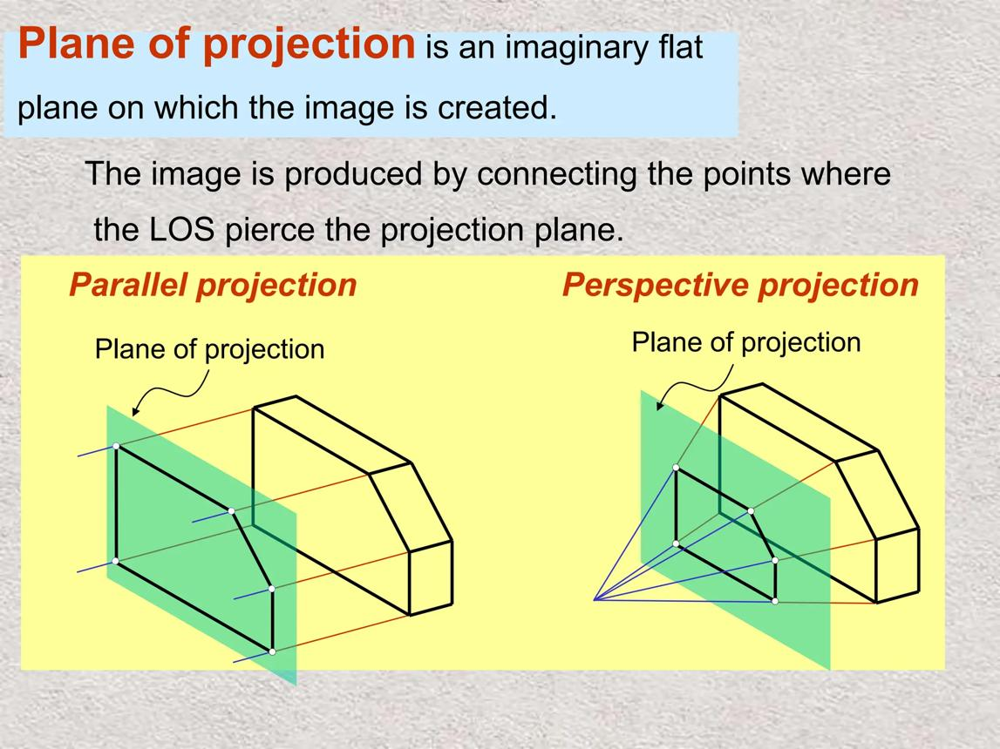 Plane of projection is an imaginary flat
plane on which the image is created.
The image is produced by connecting the points where
the LOS pierce the projection plane.
Parallel projection
Perspective projection
Plane of projection
Plane of projection